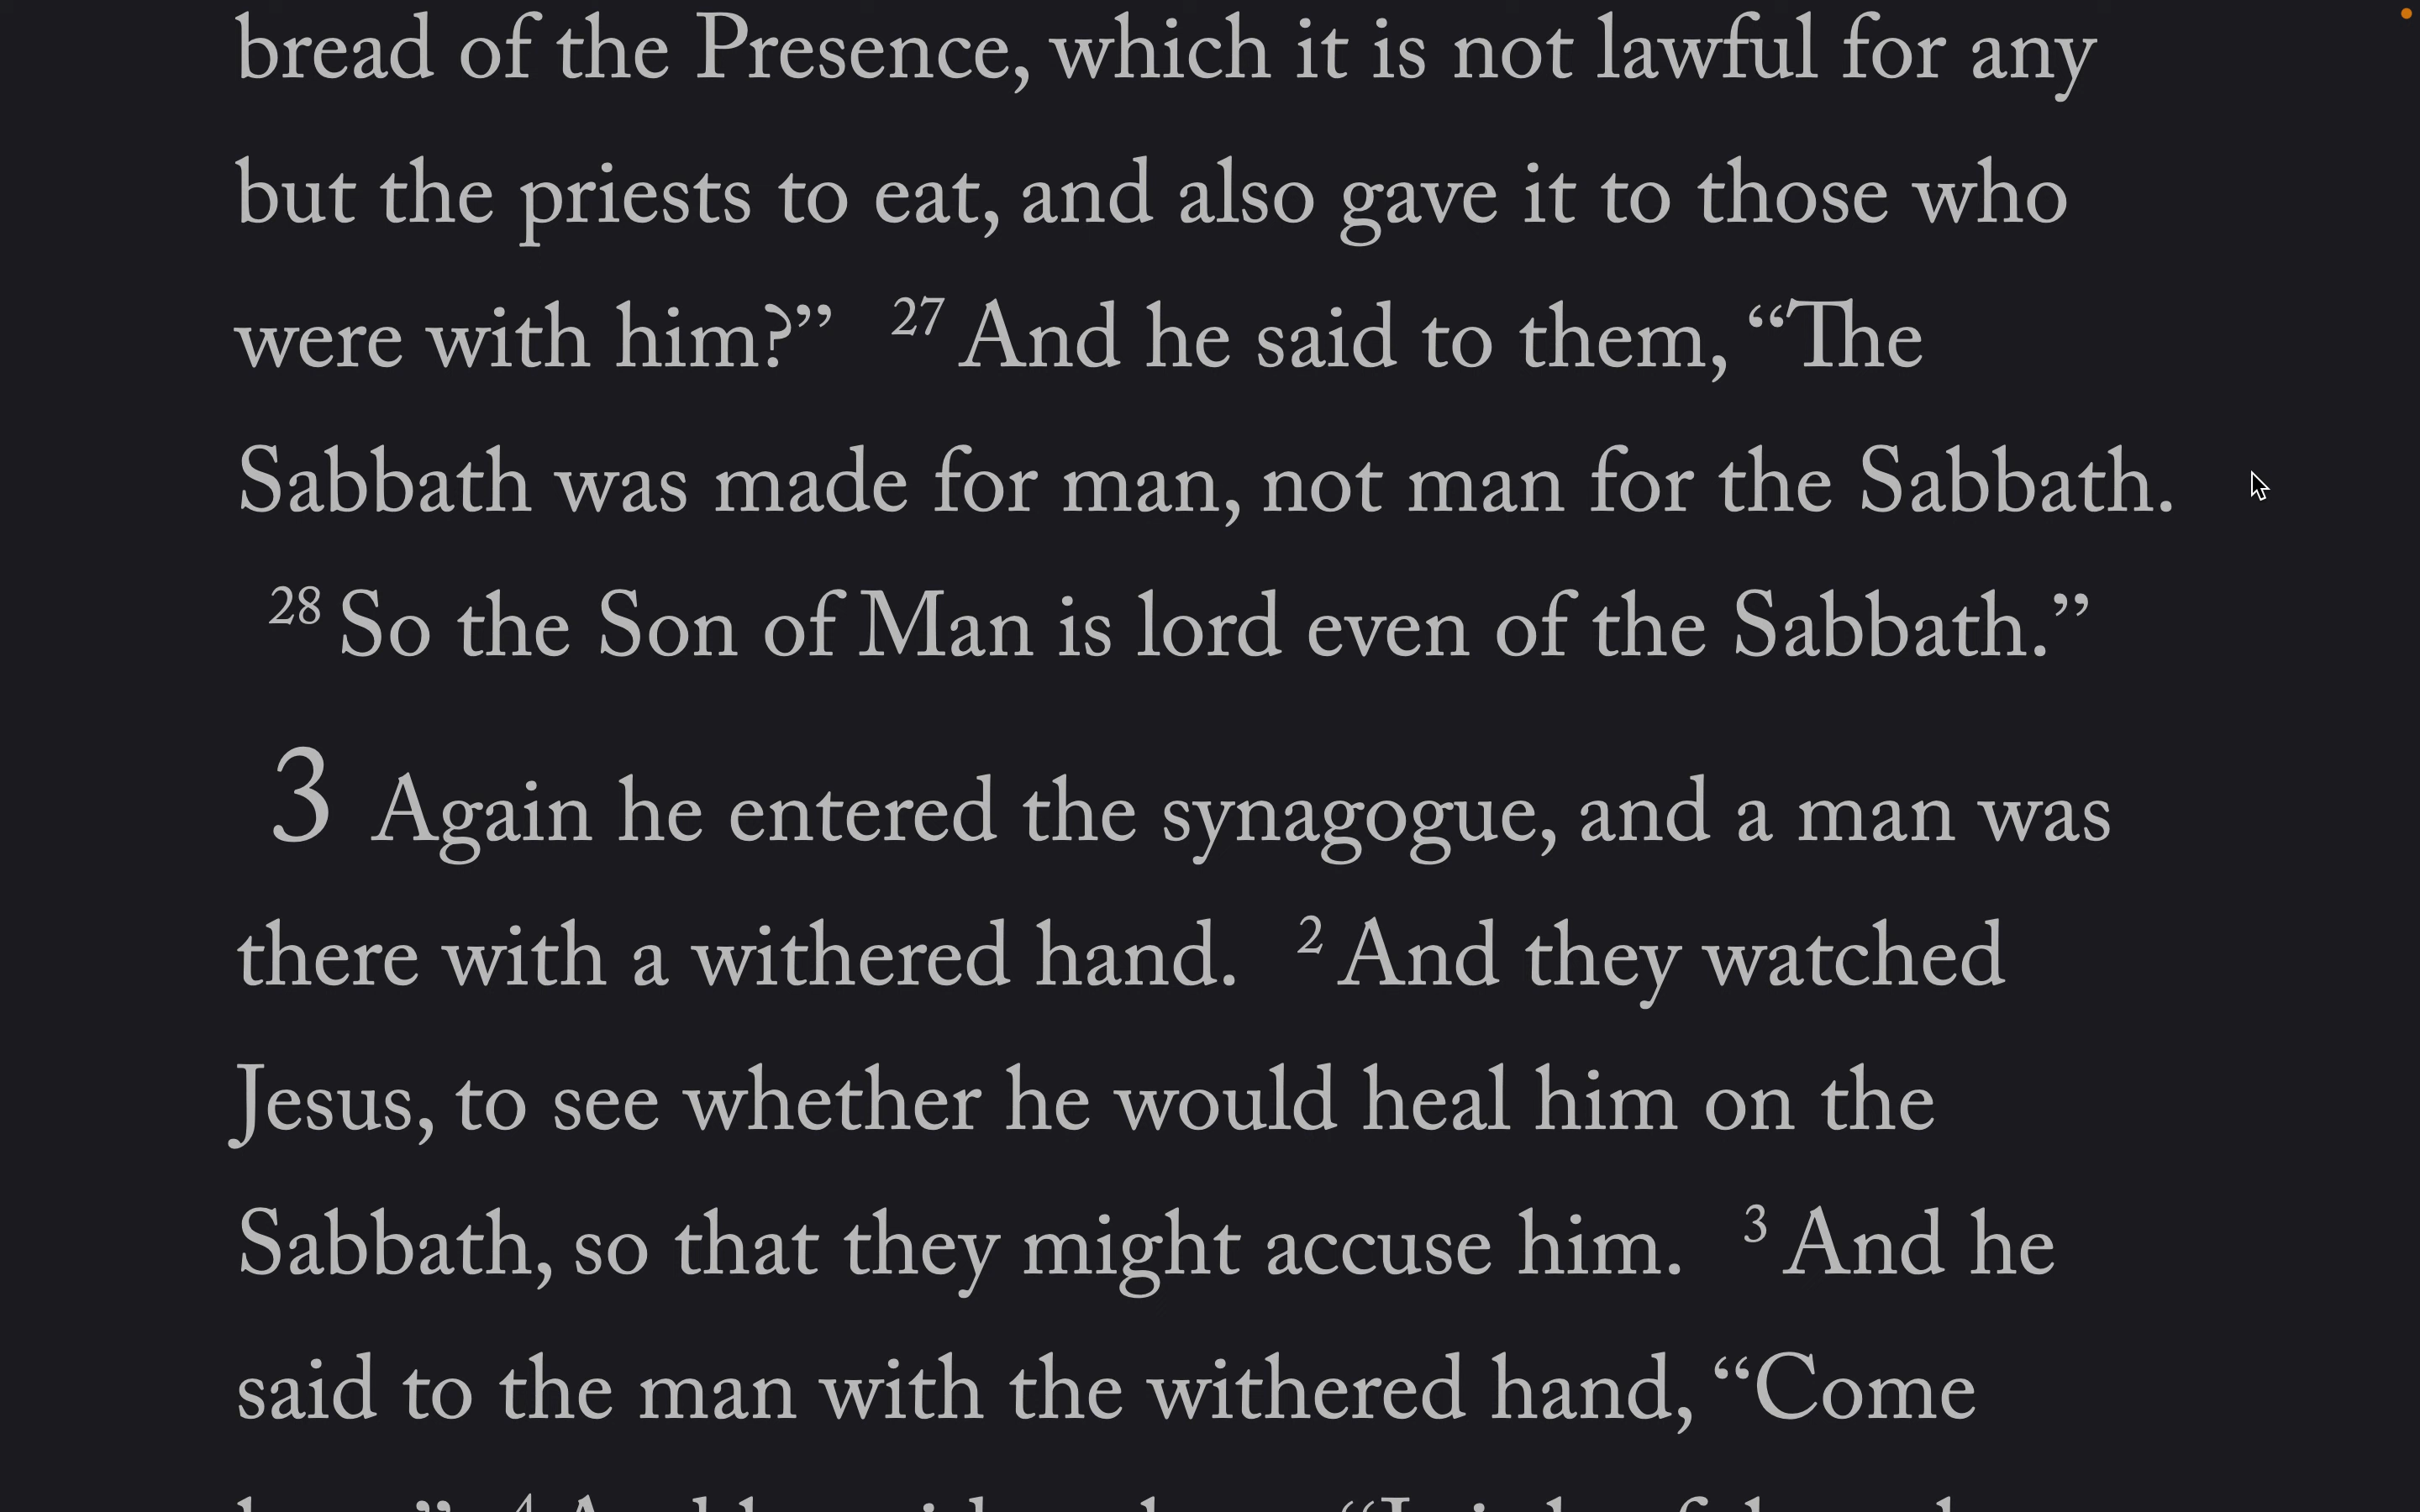 bread of the Presence, which it is not lawful for any
but the priests to eat, and also gave it to those who
were with him?” 27 And he said to them, “The
Sabbath was made for man, not man for the Sabbath.
28 So the Son of Man is lord even of the Sabbath.”
3 Again he entered the synagogue, and a man was
there with a withered hand. 2 And they watched
Jesus, to see whether he would heal him on the
Sabbath, so that they might accuse him. 3 And he
said to the man with the withered hand, “Come